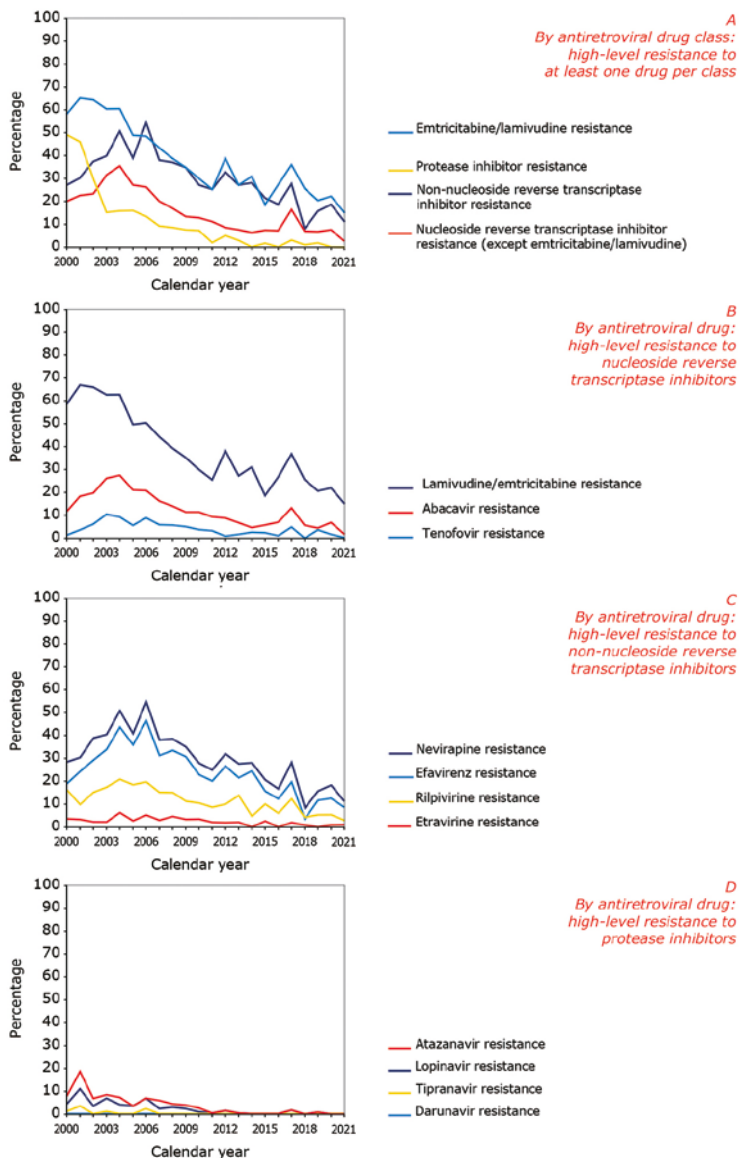 A
By antiretroviral drug class:
high-level resistance to
at least one drug per class
Percentage
100
90
80
70
60
50
40
30
20
10
0
2000 2003 2006 2009 2012 2015 2018 2021
Calendar year
Emtricitabine/lamivudine resistance
Protease inhibitor resistance
Non-nucleoside reverse transcriptase
inhibitor resistance
Nucleoside reverse transcriptase inhibitor
resistance (except emtricitabine/lamivudine)
B
By antiretroviral drug:
high-level resistance to
nucleoside reverse
transcriptase inhibitors
Percentage
100
90
80
70
60
50
40
30
20
10
0
2000 2003 2006 2009 2012 2015 2018 2021
Calendar year
Lamivudine/emtricitabine resistance
Abacavir resistance
Tenofovir resistance
C
By antiretroviral drug:
high-level resistance to
non-nucleoside reverse
transcriptase inhibitors
Percentage
100
90
80
70
60
50
40
30
20
10
0
2000 2003 2006 2009 2012 2015 2018 2021
Calendar year
Nevirapine resistance
Efavirenz resistance
Rilpivirine resistance
Etravirine resistance
D
By antiretroviral drug:
high-level resistance to
protease inhibitors
Percentage
100
90
80
70
60
50
40
30
20
10
0
2000 2003 2006 2009 2012 2015 2018 2021
Calendar year
Atazanavir resistance
Lopinavir resistance
Tipranavir resistance
Darunavir resistance